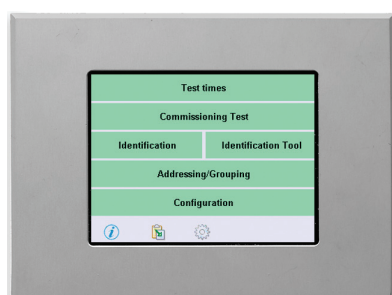 Test times
Commissioning Test
Identification
Identification Tool
Addressing/Grouping
Configuration